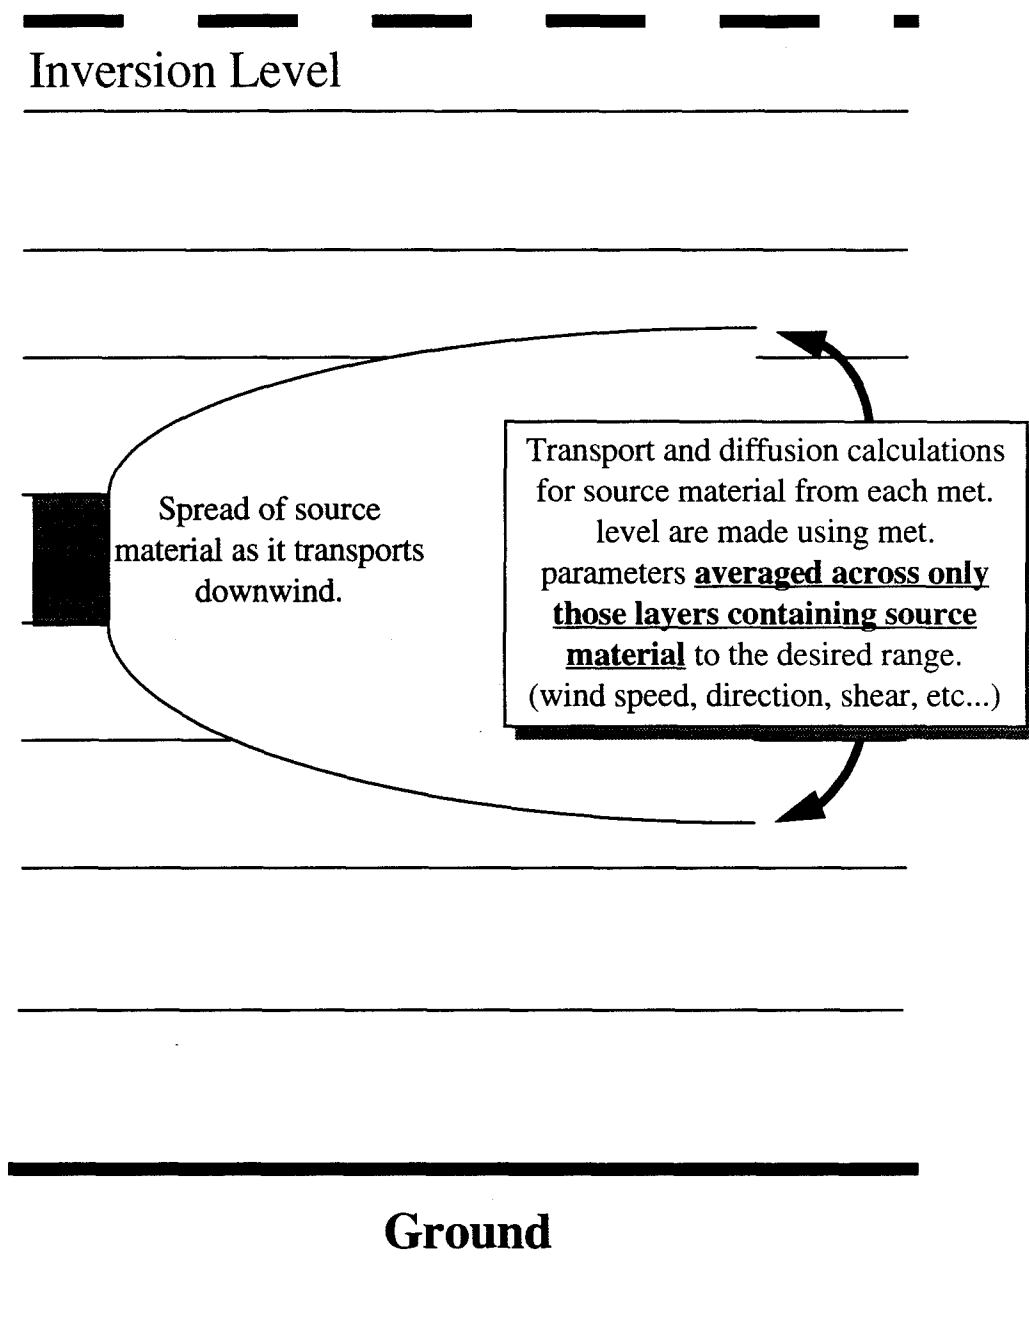 Inversion Level
Spread of source
material as it transports
downwind.
Transport and diffusion calculations
for source material from each met.
level are made using met.
parameters averaged across only
those layers containing source
material to the desired range.
(wind speed, direction, shear, etc...)
Ground